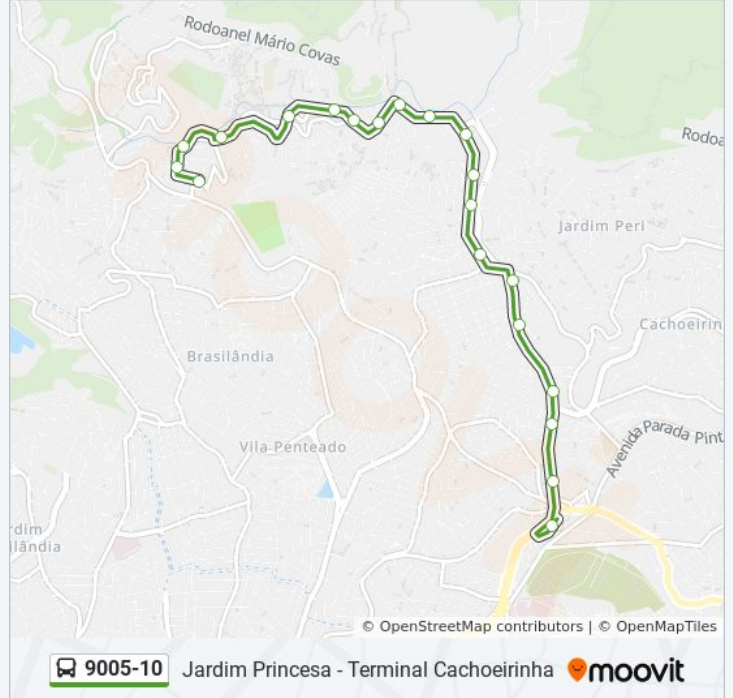 Rodoanel Mário Covas
Rodoa
Jardim Peri
Cachoeirin
Brasilândia
Avenida Parada Pint
Vila Penteado
rdim
ilândia
© OpenStreetMap contributors | © OpenMapTiles
9005-10 Jardim Princesa - Terminal Cachoeirinha moovit